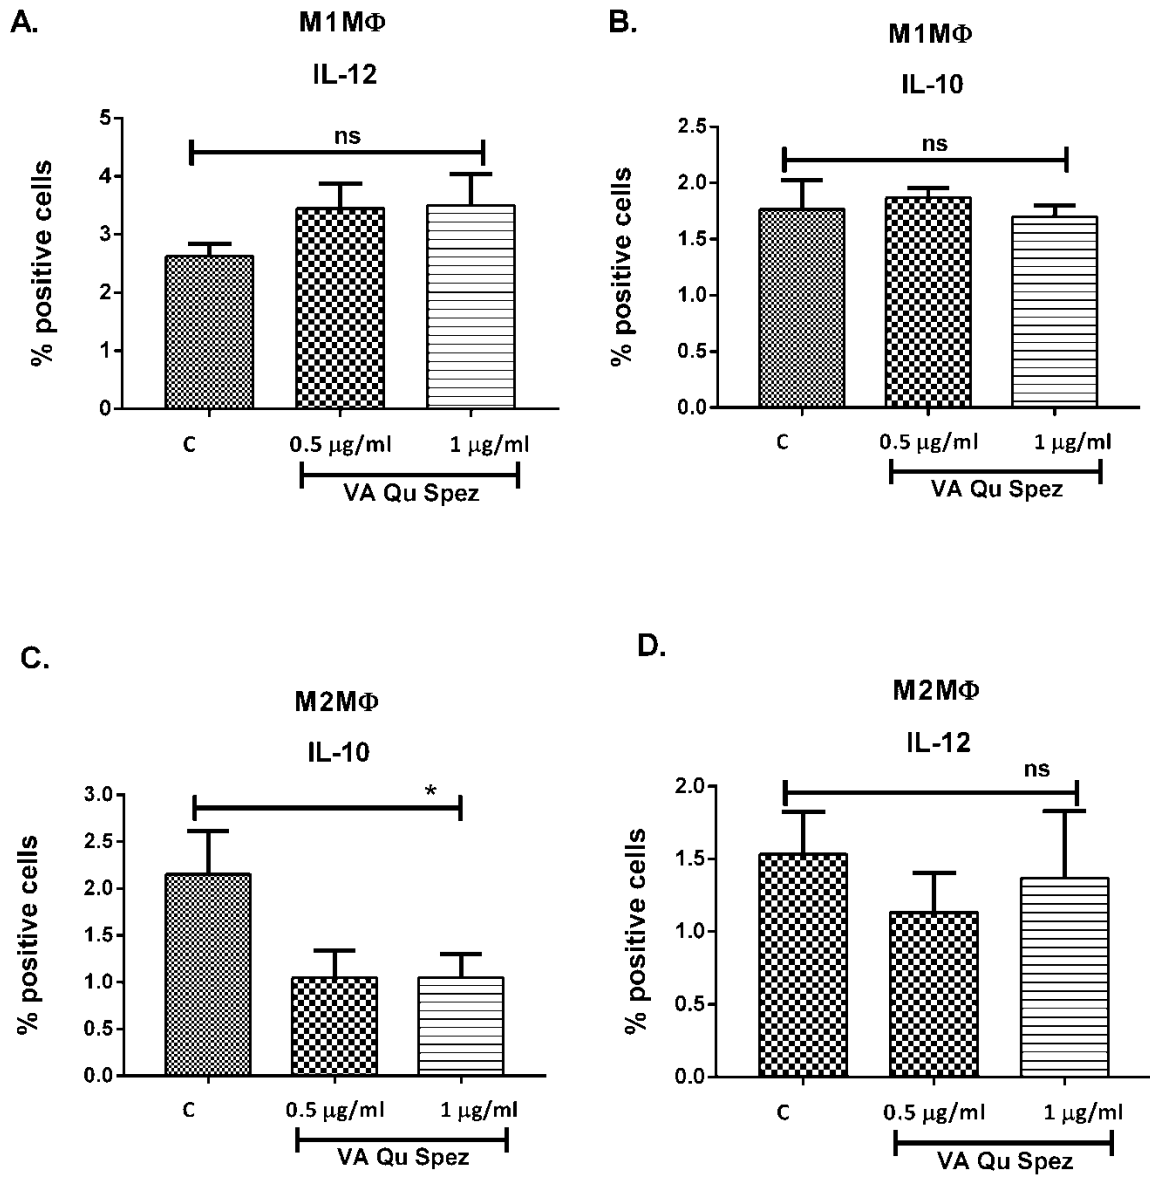 A.
M1MΦ
IL-12
% positive cells
5
4
3
2
1
0
ns
C
0.5 μg/ml
1 μg/ml
VA Qu Spez
B.
M1MΦ
IL-10
% positive cells
2.5
2.0
1.5
1.0
0.5
0.0
ns
C
0.5 μg/ml
1 μg/ml
VA Qu Spez
C.
M2MΦ
IL-10
% positive cells
3.0
2.5
2.0
1.5
1.0
0.5
0.0
*
C
0.5 μg/ml
1 μg/ml
VA Qu Spez
D.
M2MΦ
IL-12
% positive cells
2.0
1.5
1.0
0.5
0.0
ns
C
0.5 μg/ml
1 μg/ml
VA Qu Spez